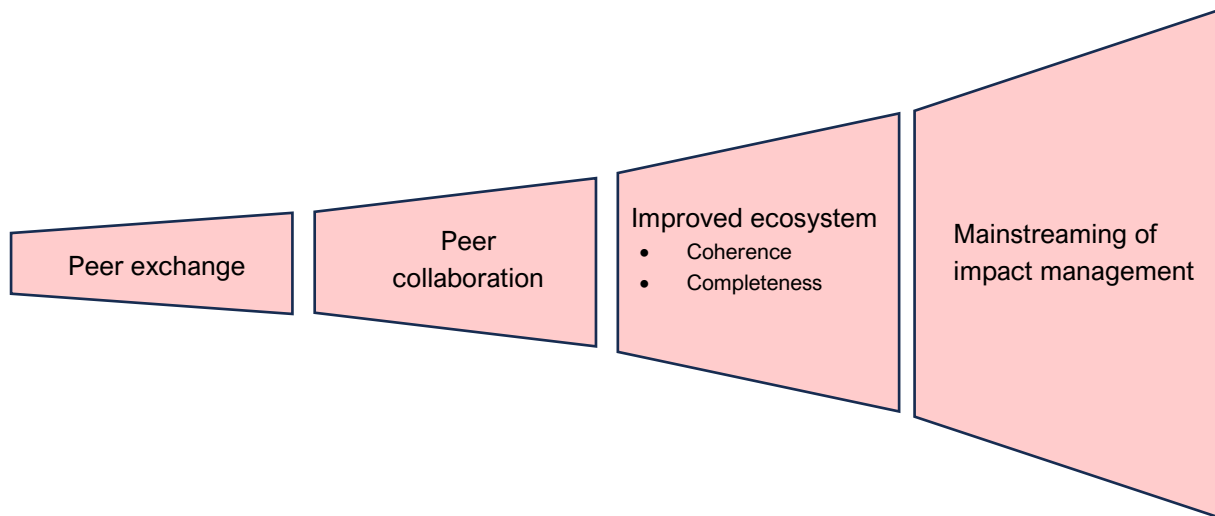 Peer exchange
Peer
collaboration
Improved ecosystem
• Coherence
• Completeness
Mainstreaming of
impact management